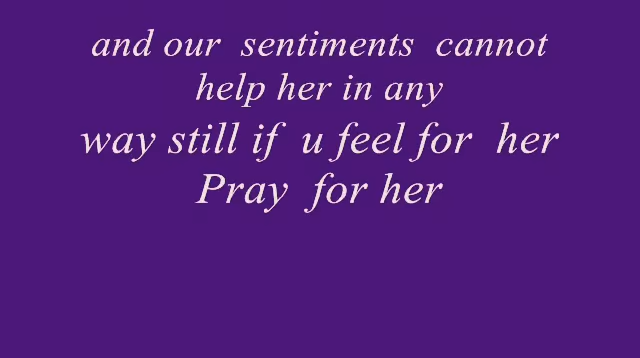 and our sentiments cannot
help her in any
way still if u feel for her
Pray for her